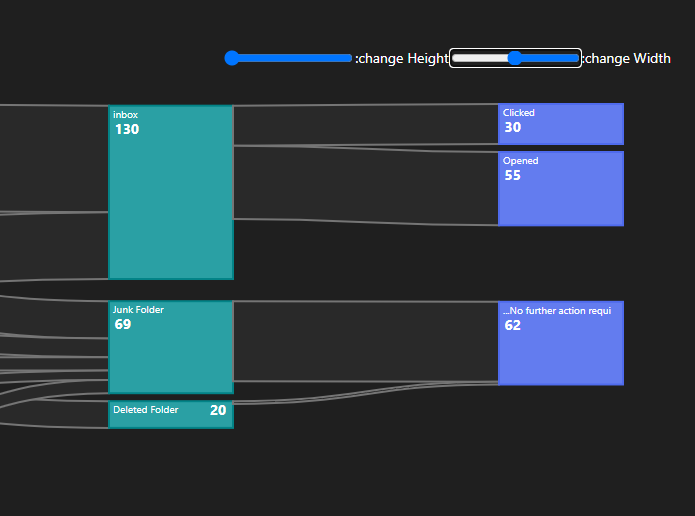 :change Height
:change Width
inbox
130
Clicked
30
Opened
55
Junk Folder
69
...No further action requi
62
Deleted Folder 20